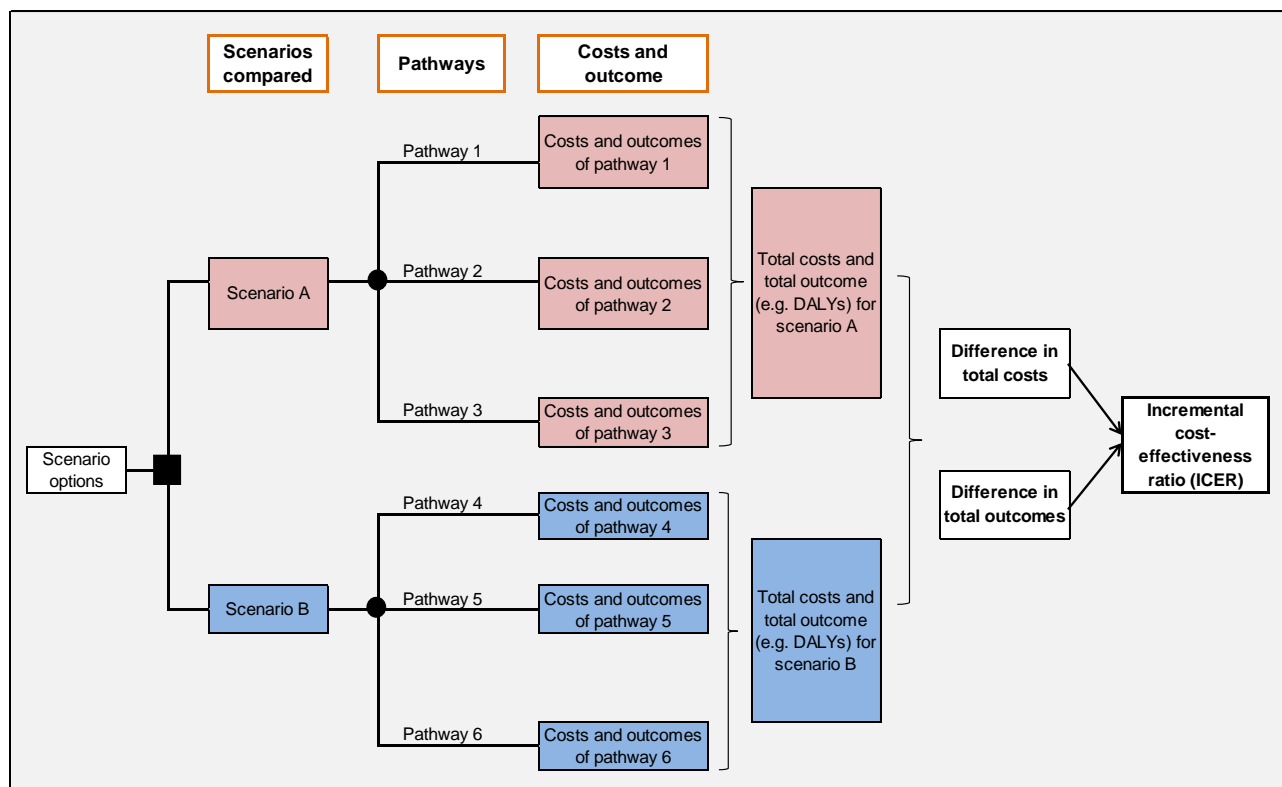 Scenarios
compared
Pathways
Costs and
outcome
Pathway 1
Costs and outcomes
of pathway 1
Pathway 2
Costs and outcomes
of pathway 2
Pathway 3
Costs and outcomes
of pathway 3
Scenario A
Total costs and
total outcome
(e.g. DALYs) for
scenario A
Scenario
options
Pathway 4
Costs and outcomes
of pathway 4
Pathway 5
Costs and outcomes
of pathway 5
Pathway 6
Costs and outcomes
of pathway 6
Scenario B
Total costs and
total outcome
(e.g. DALYs) for
scenario B
Difference in
total costs
Difference in
total outcomes
Incremental
cost-
effectiveness
ratio (ICER)